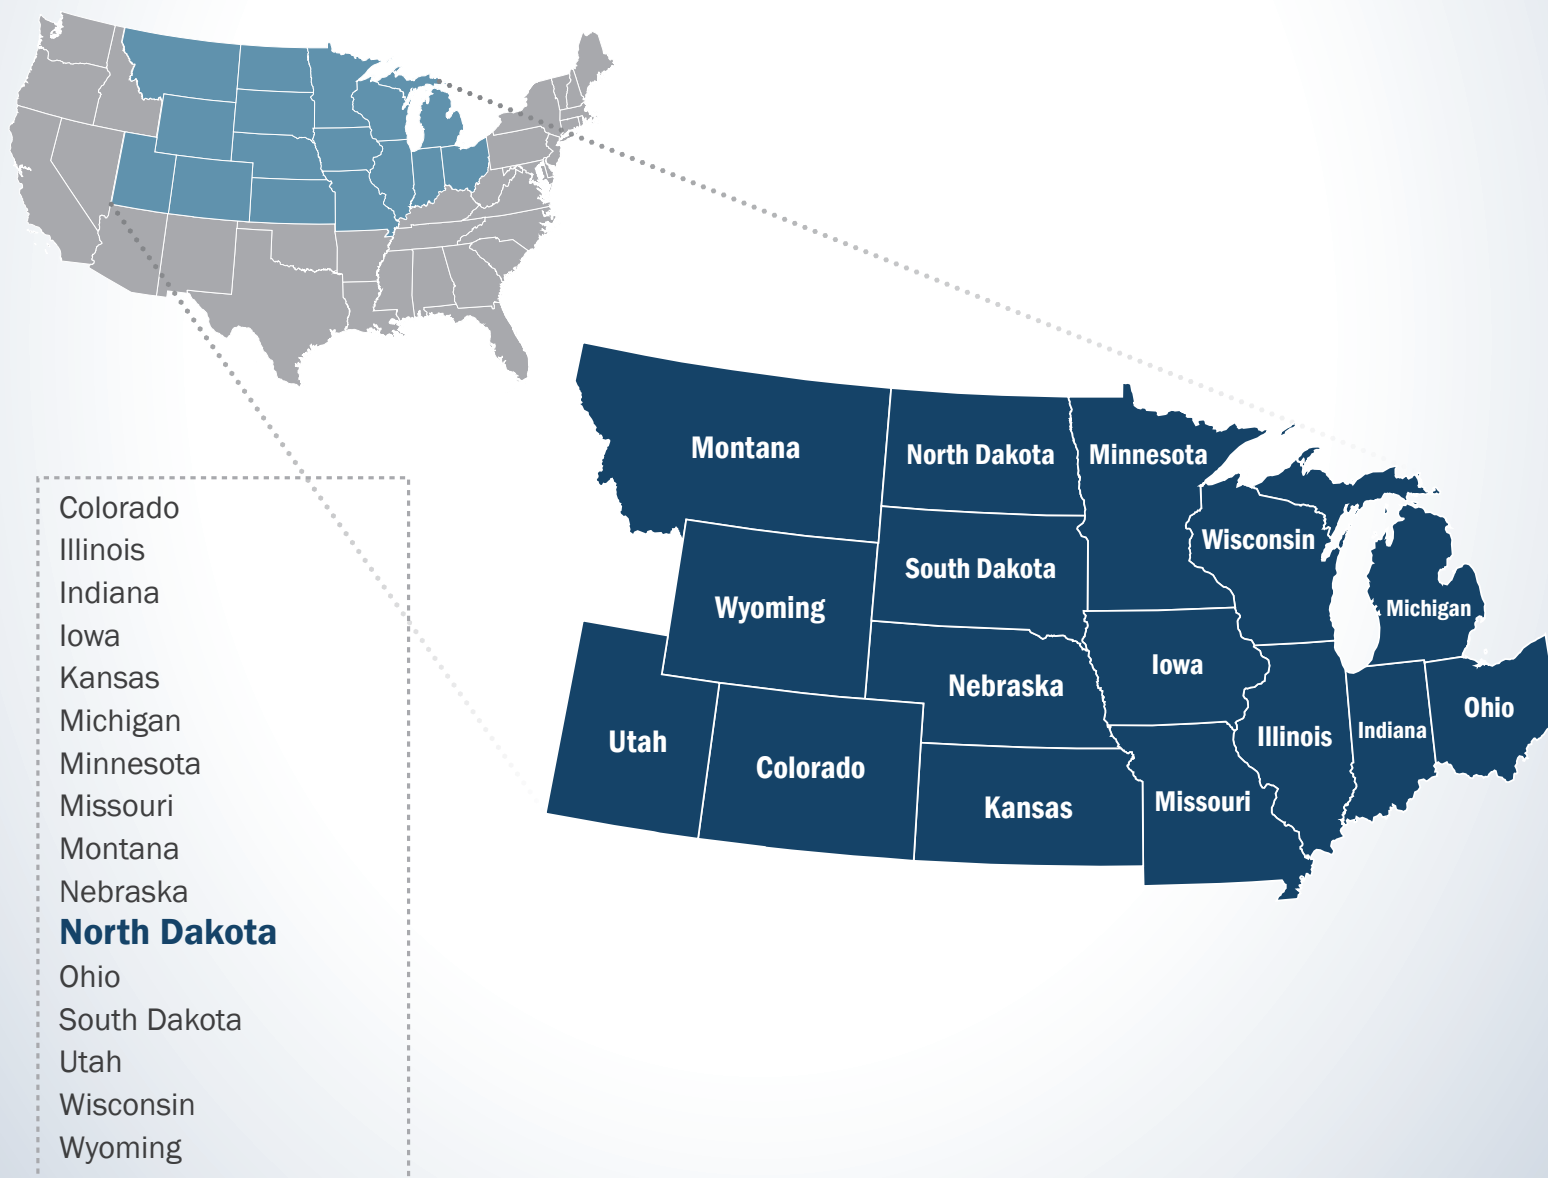 Montana
North Dakota
Minnesota
Wisconsin
South Dakota
Wyoming
Michigan
Iowa
Nebraska
Ohio
Utah
Illinois
Indiana
Colorado
Missouri
Kansas
Colorado
Illinois
Indiana
Iowa
Kansas
Michigan
Minnesota
Missouri
Montana
Nebraska
North Dakota
Ohio
South Dakota
Utah
Wisconsin
Wyoming